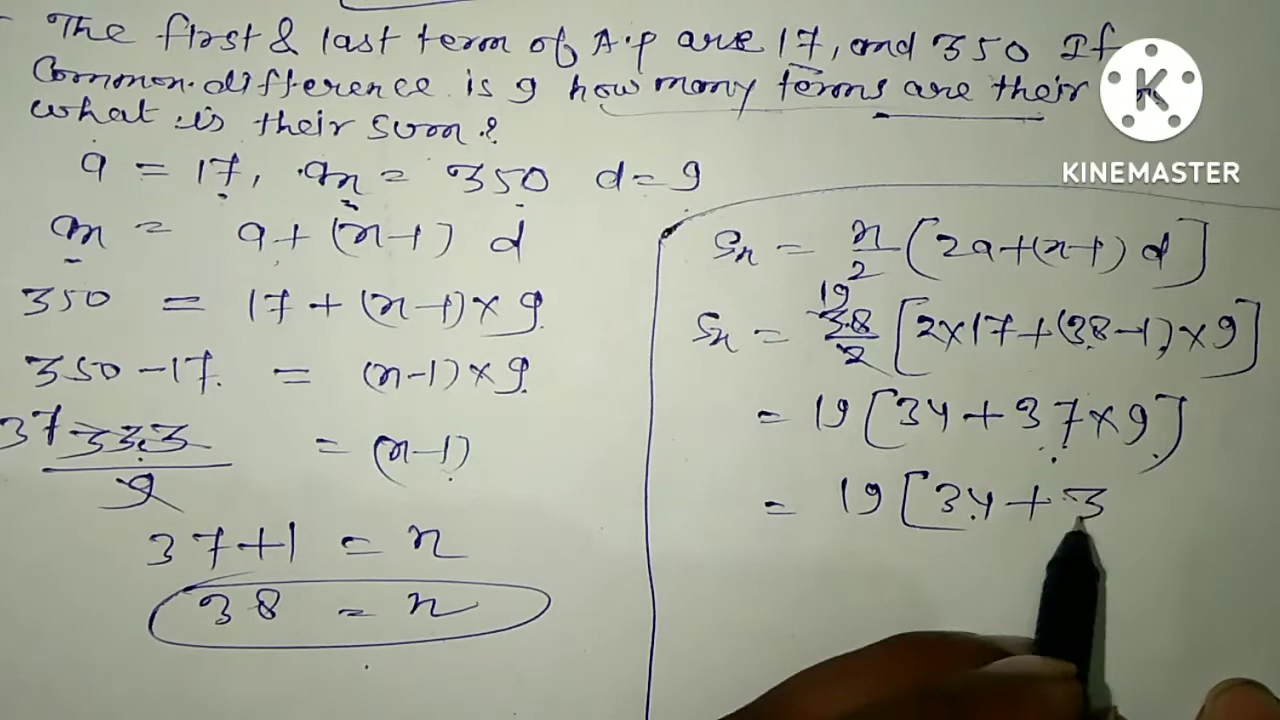 The first & last term of A.P are 17, and 350 If
common difference is 9 how many terms are their
what is their sum?
a = 17, an = 350 d = 9
an = a + (n-1) d
350 = 17 + (n-1) × 9
350 - 17 = (n-1) × 9
37 333 / 9 = (n-1)
37+1 = n
38 = n
Sn = n/2 [2a+(n-1) d]
Sn = 19 38/2 [2×17+(38-1)×9]
= 19 [34+37×9]
= 19 [34+3
K
KINEMASTER